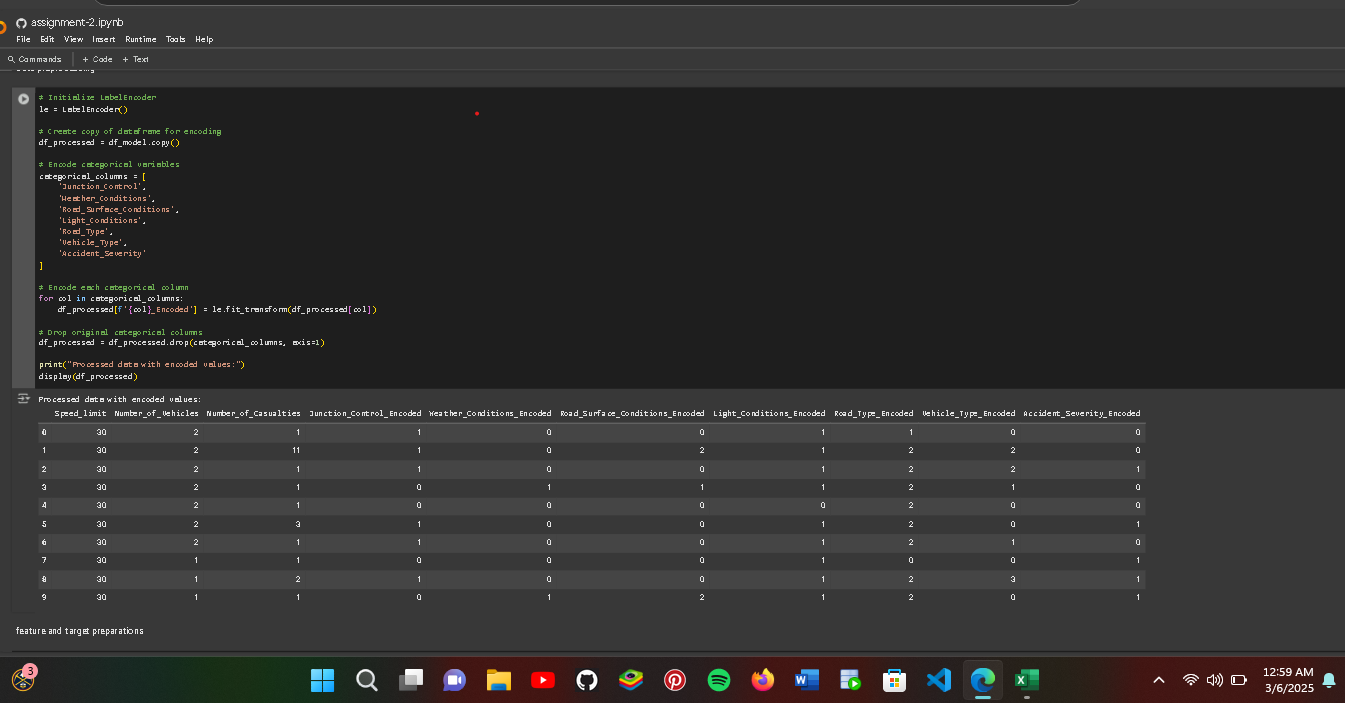 assignment-2.ipynb
File Edit View Insert Runtime Tools Help
Commands + Code + Text
# Initialize LabelEncoder
le = LabelEncoder()
# Create copy of dataframe for encoding
df_processed = df_model.copy()
# Encode categorical variables
categorical_columns = [
'Junction_Control',
'Weather_Conditions',
'Road_Surface_Conditions',
'Light_Conditions',
'Road_Type',
'Vehicle_Type',
'Accident_Severity'
]
# Encode each categorical column
for col in categorical_columns:
df_processed[f'{col}_Encoded'] = le.fit_transform(df_processed[col])
# Drop original categorical columns
df_processed = df_processed.drop(categorical_columns, axis=1)
print("Processed data with encoded values:")
display(df_processed)
Processed data with encoded values:
Speed_limit Number_of_Vehicles Number_of_Casualties Junction_Control_Encoded Weather_Conditions_Encoded Road_Surface_Conditions_Encoded Light_Conditions_Encoded Road_Type_Encoded Vehicle_Type_Encoded Accident_Severity_Encoded
0 30 2 1 1 0 0 1 1 0 0
1 30 2 11 1 0 2 1 2 2 0
2 30 2 1 1 0 0 1 2 2 1
3 30 2 1 0 1 1 1 2 1 0
4 30 2 1 0 0 0 0 2 0 0
5 30 2 3 1 0 0 1 2 0 1
6 30 2 1 1 0 0 1 2 1 0
7 30 1 1 0 0 0 1 0 0 1
8 30 1 2 1 0 0 1 2 3 1
9 30 1 1 0 1 2 1 2 0 1
feature and target preparations
3
12:59 AM
3/6/2025